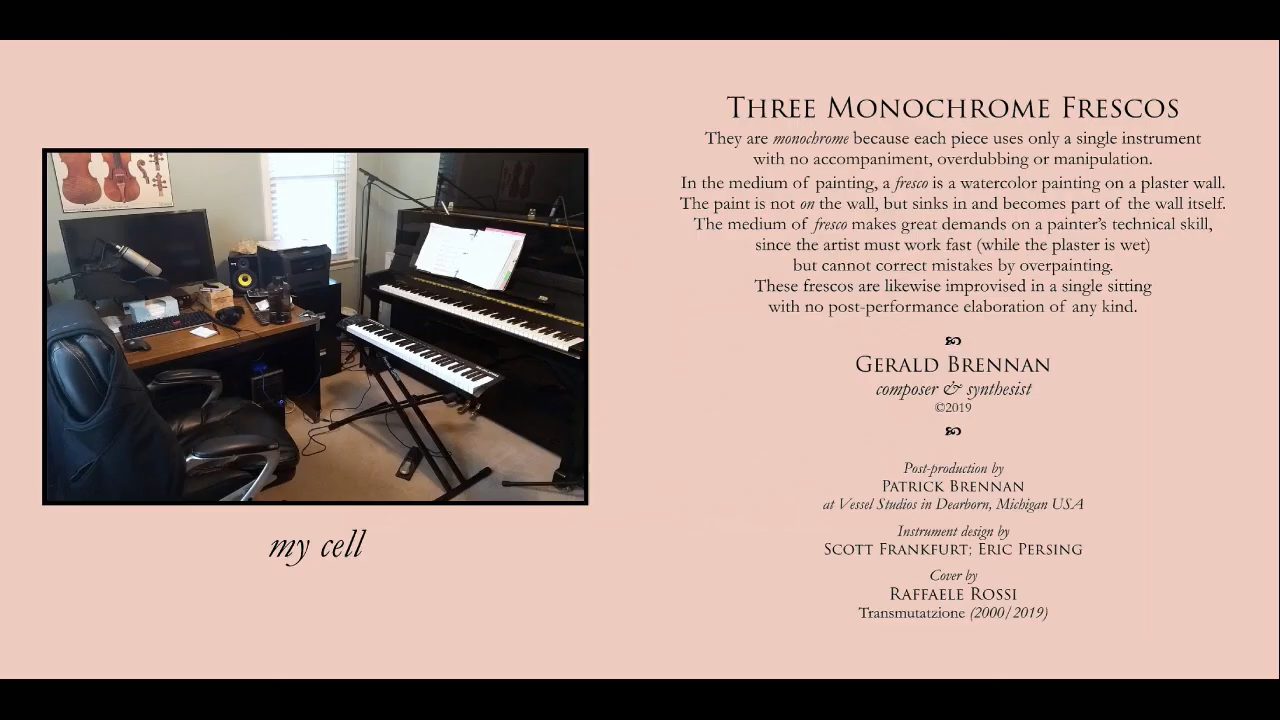 THREE MONOCHROME FRESCOS
They are monochrome because each piece uses only a single instrument
with no accompaniment, overdubbing or manipulation.
In the medium of painting, a fresco is a watercolor painting on a plaster wall.
The paint is not on the wall, but sinks in and becomes part of the wall itself.
The medium of fresco makes great demands on a painter's technical skill,
since the artist must work fast (while the plaster is wet)
but cannot correct mistakes by overpainting.
These frescos are likewise improvised in a single sitting
with no post-performance elaboration of any kind.
GERALD BRENNAN
composer & synthesist
©2019
Post-production by
PATRICK BRENNAN
at Vessel Studios in Dearborn, Michigan USA
Instrument design by
SCOTT FRANKFURT; ERIC PERSING
Cover by
RAFFAELE ROSSI
Transmutatzione (2000/2019)
my cell